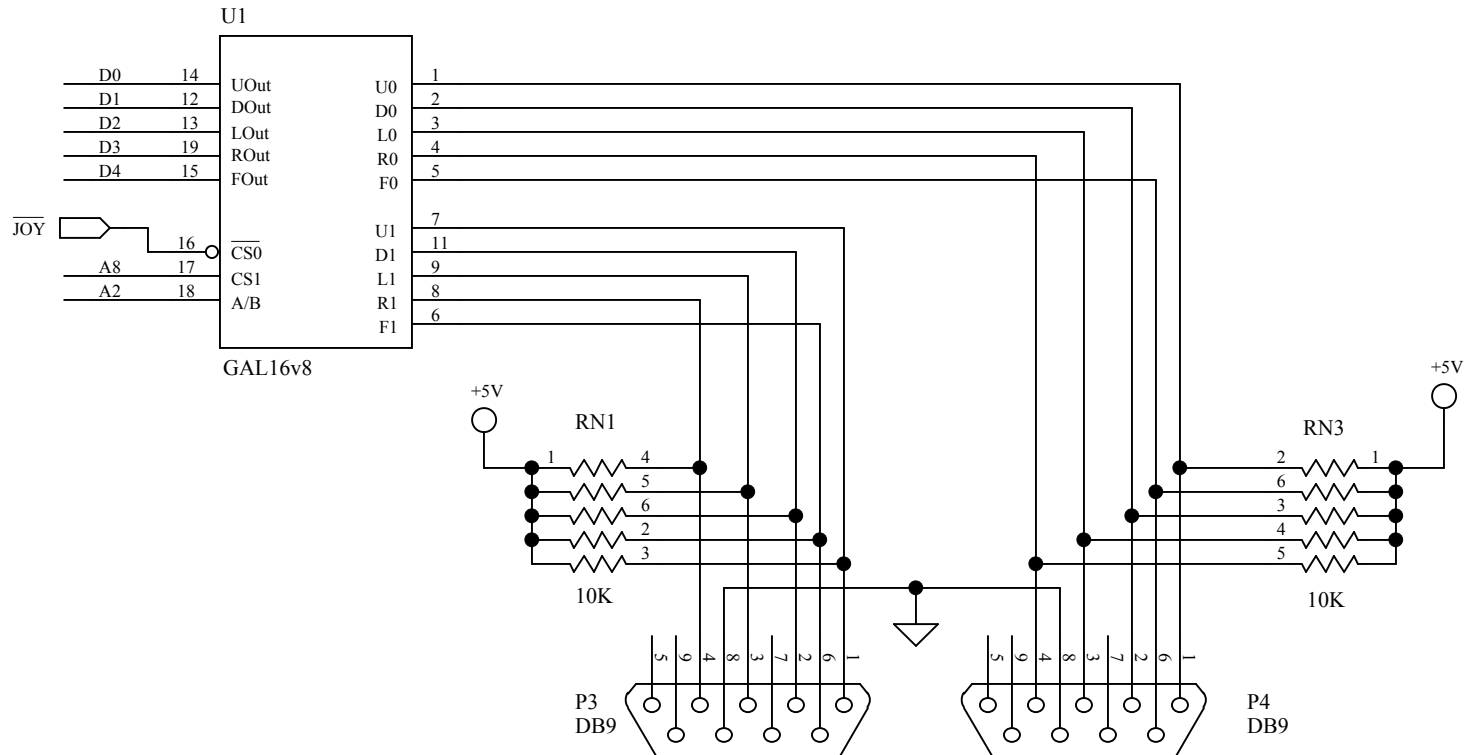 U1
D0 14 UOut U0 1
D1 12 DOut D0 2
D2 13 LOut L0 3
D3 19 ROut R0 4
D4 15 FOut F0 5
U1 7
JOY
16 CS0 D1 11
A8 17 CS1 L1 9
A2 18 A/B R1 8
F1 6
GAL16v8
+5V
+5V
RN1
RN3
1 4 2 1
5 6
6 3
2 4
3 5
10K
10K
5 9 4 8 3 7 2 6 1
5 9 4 8 3 7 2 6 1
P3
DB9
P4
DB9